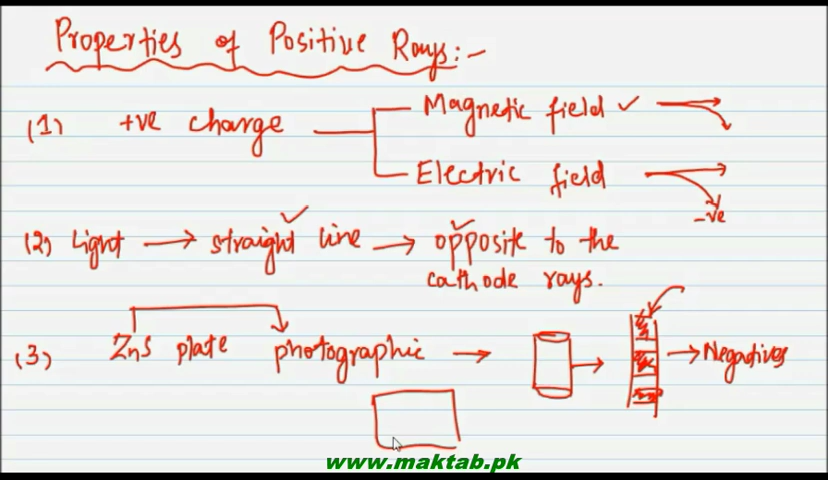 Properties of Positive Rays:-
(1) +ve charge
Magnetic field ✓
Electric field
-ve
(2) Light → straight line → opposite to the
cathode rays.
(3) ZnS plate photographic → → → Negatives
www.maktab.pk